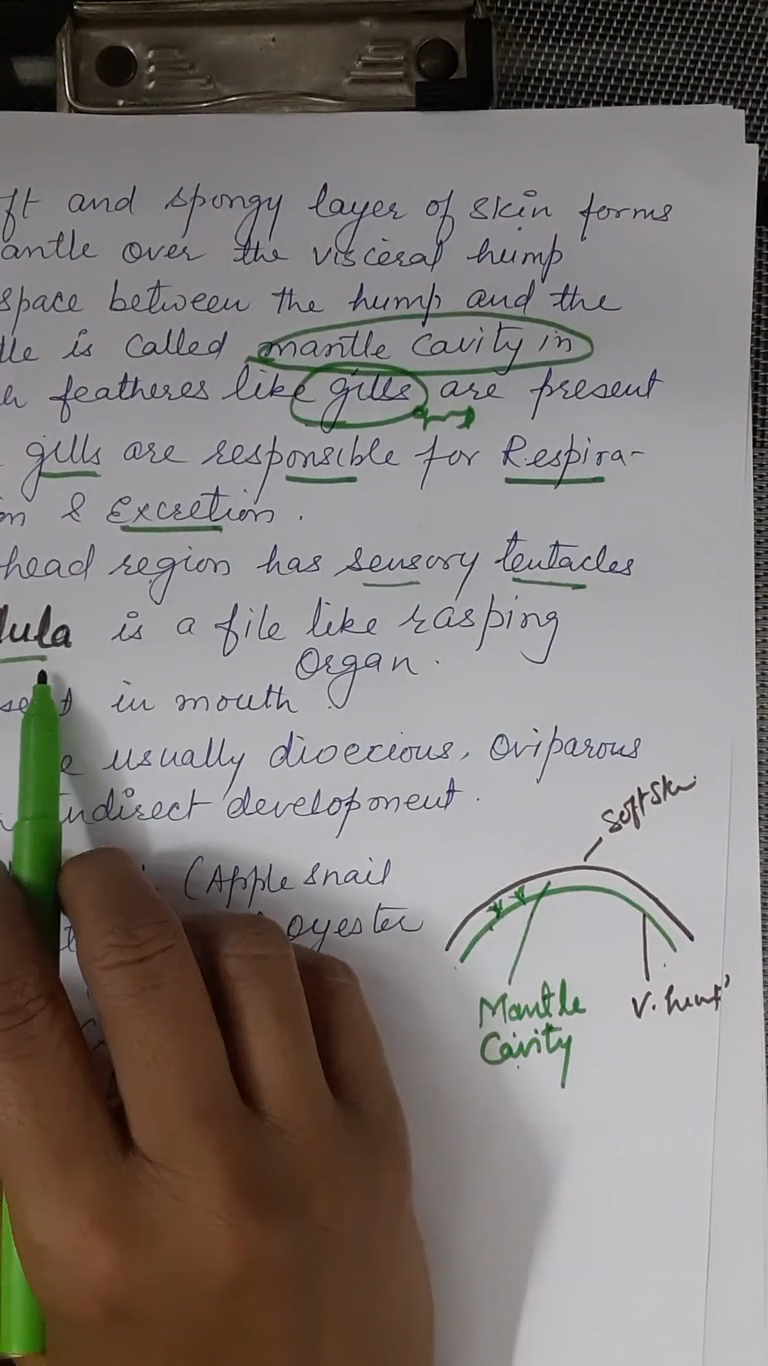 ft and spongy layer of skin forms
antle over the visceral hump
space between the hump and the
tle is called mantle cavity in
featheres like gills are present
gills are responsible for Respira-
on & Excretion.
head region has sensory tentacles
dula is a file like rasping
Organ.
in mouth
e usually dioecious, Oviparous
indirect development.
(Apple snail
oyester
Soft Skin
Mantle
Cavity
V. hump